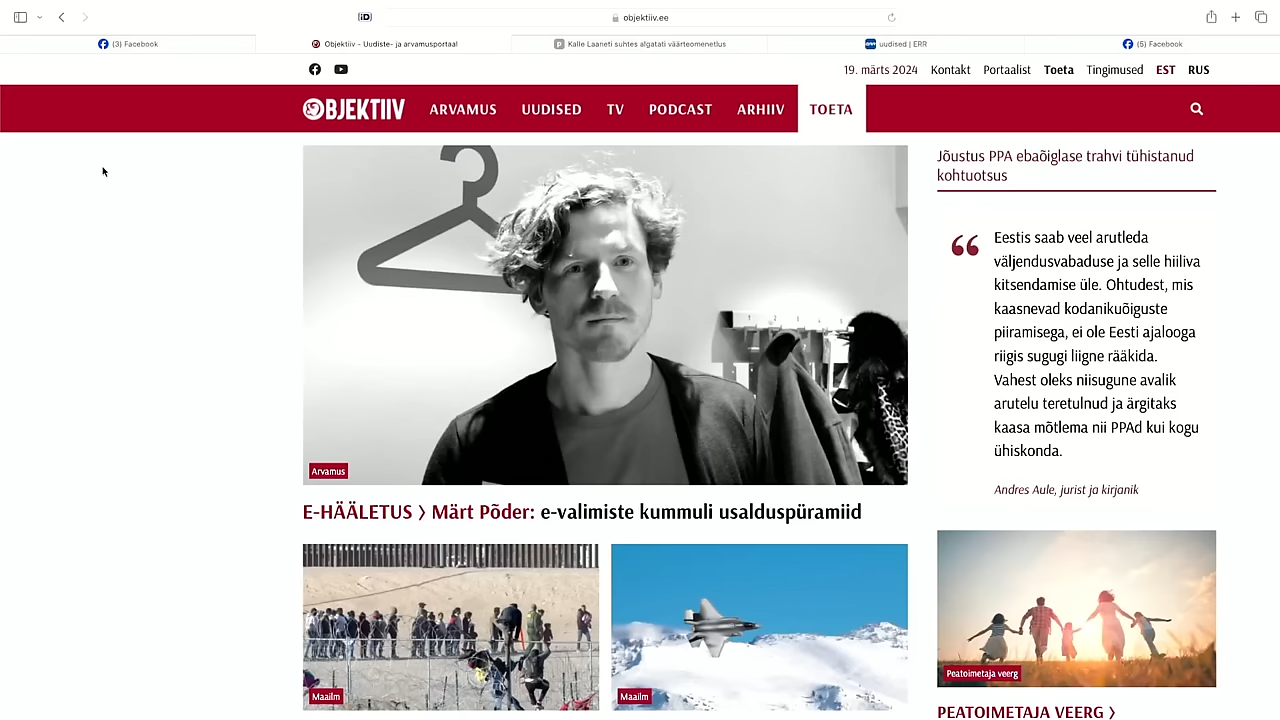 objektiiv.ee
(3) Facebook
Objektiiv - Uudiste- ja arvamusportaal
Kalle Laaneti suhtes algatati väärteomenetlus
uudised | ERR
(5) Facebook
19. märts 2024 Kontakt Portaalist Toeta Tingimused EST RUS
OBJEKTIIV ARVAMUS UUDISED TV PODCAST ARHIIV TOETA
Arvamus
E-HÄÄLETUS 〉 Märt Põder: e-valimiste kummuli usalduspüramiid
Maailm
Maailm
Jõustus PPA ebaõiglase trahvi tühistanud
kohtuotsus
“
Eestis saab veel arutleda
väljendusvabaduse ja selle hiiliva
kitsendamise üle. Ohtudest, mis
kaasnevad kodanikuõiguste
piiramisega, ei ole Eesti ajalooga
riigis sugugi liigne rääkida.
Vahest oleks niisugune avalik
arutelu teretulnud ja ärgitaks
kaasa mõtlema nii PPAd kui kogu
ühiskonda.
Andres Aule, jurist ja kirjanik
Peatoimetaja veerg
PEATOIMETAJA VEERG 〉